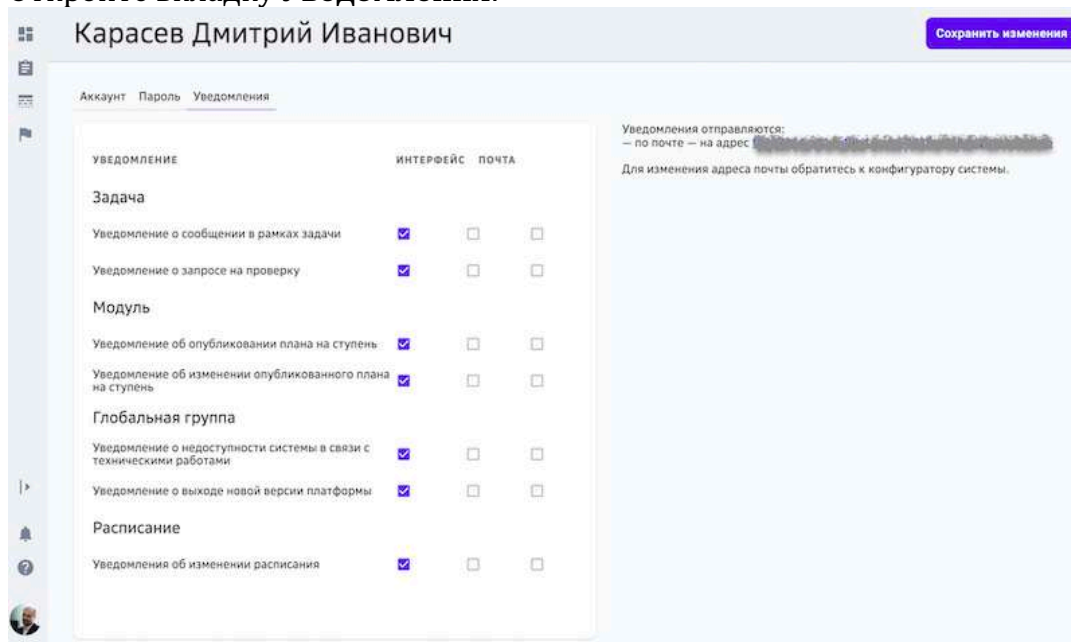 Откройте вкладку Уведомления.
Карасев Дмитрий Иванович
Сохранить изменения
Аккаунт Пароль Уведомления
УВЕДОМЛЕНИЕ ИНТЕРФЕЙС ПОЧТА
Задача
Уведомление о сообщении в рамках задачи
Уведомление о запросе на проверку
Модуль
Уведомление об опубликовании плана на ступень
Уведомление об изменении опубликованного плана
на ступень
Глобальная группа
Уведомление о недоступности системы в связи с
техническими работами
Уведомление о выходе новой версии платформы
Расписание
Уведомления об изменении расписания
Уведомления отправляются:
— по почте — на адрес
Для изменения адреса почты обратитесь к конфигуратору системы.